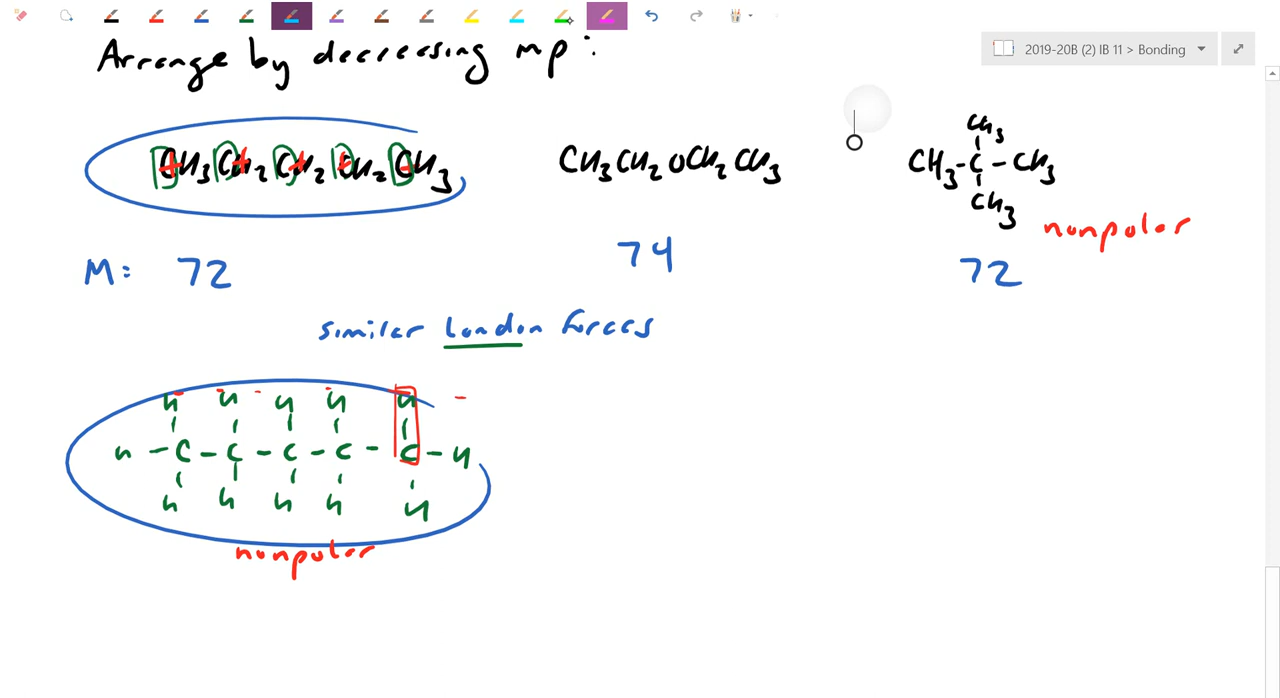 Arrange by decreasing mp:
2019-20B (2) IB 11 > Bonding
CH3CH2CH2CH2CH3
CH3CH2OCH2CH3
CH3
CH3-C-CH3
CH3
nonpolar
M: 72
74
72
similar London forces
H H H H H
H-C-C-C-C-C-H
H H H H H
nonpolar